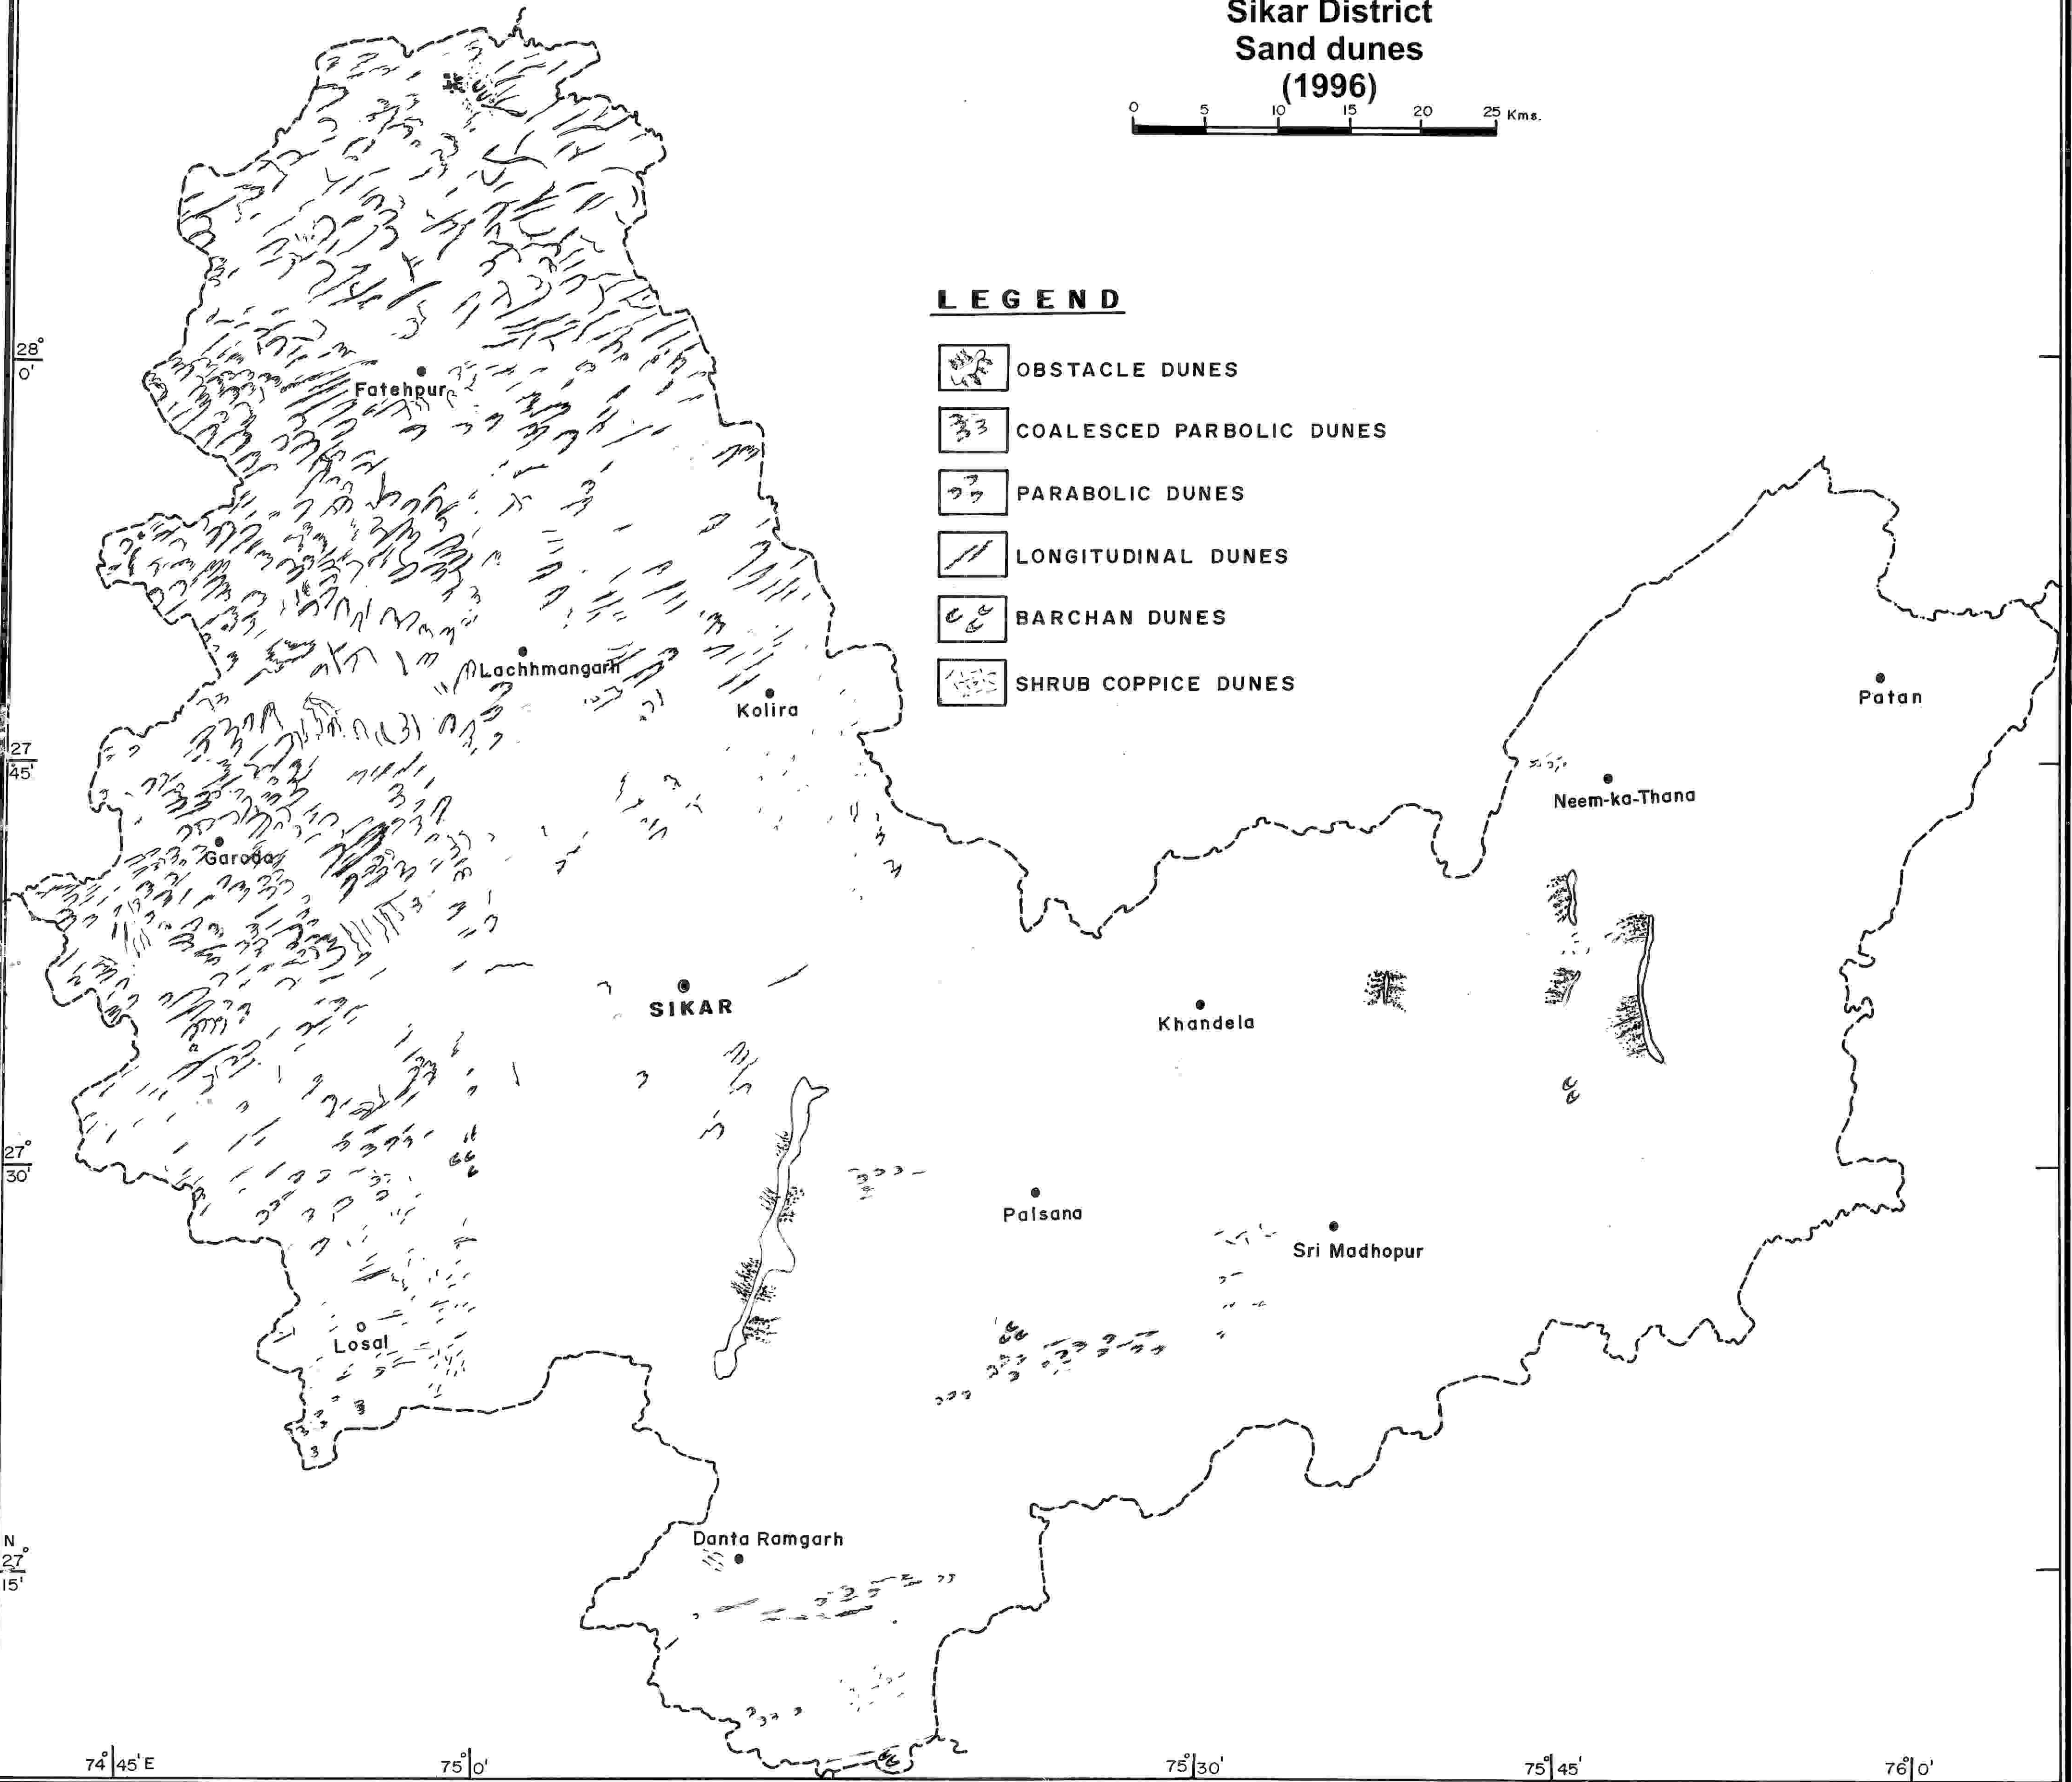 Sikar District
Sand dunes
(1996)
0 5 10 15 20 25 Kms.
LEGEND
OBSTACLE DUNES
COALESCED PARBOLIC DUNES
PARABOLIC DUNES
LONGITUDINAL DUNES
BARCHAN DUNES
SHRUB COPPICE DUNES
28°
0'
Fatehpur
Lachhmangarh
Kolira
Patan
27°
45'
Neem-ka-Thana
Garoda
SIKAR
Khandela
27°
30'
Palsana
Sri Madhopur
Losal
Danta Ramgarh
N
27°
15'
74°45'E 75°0' 75°30' 75°45' 76°0'